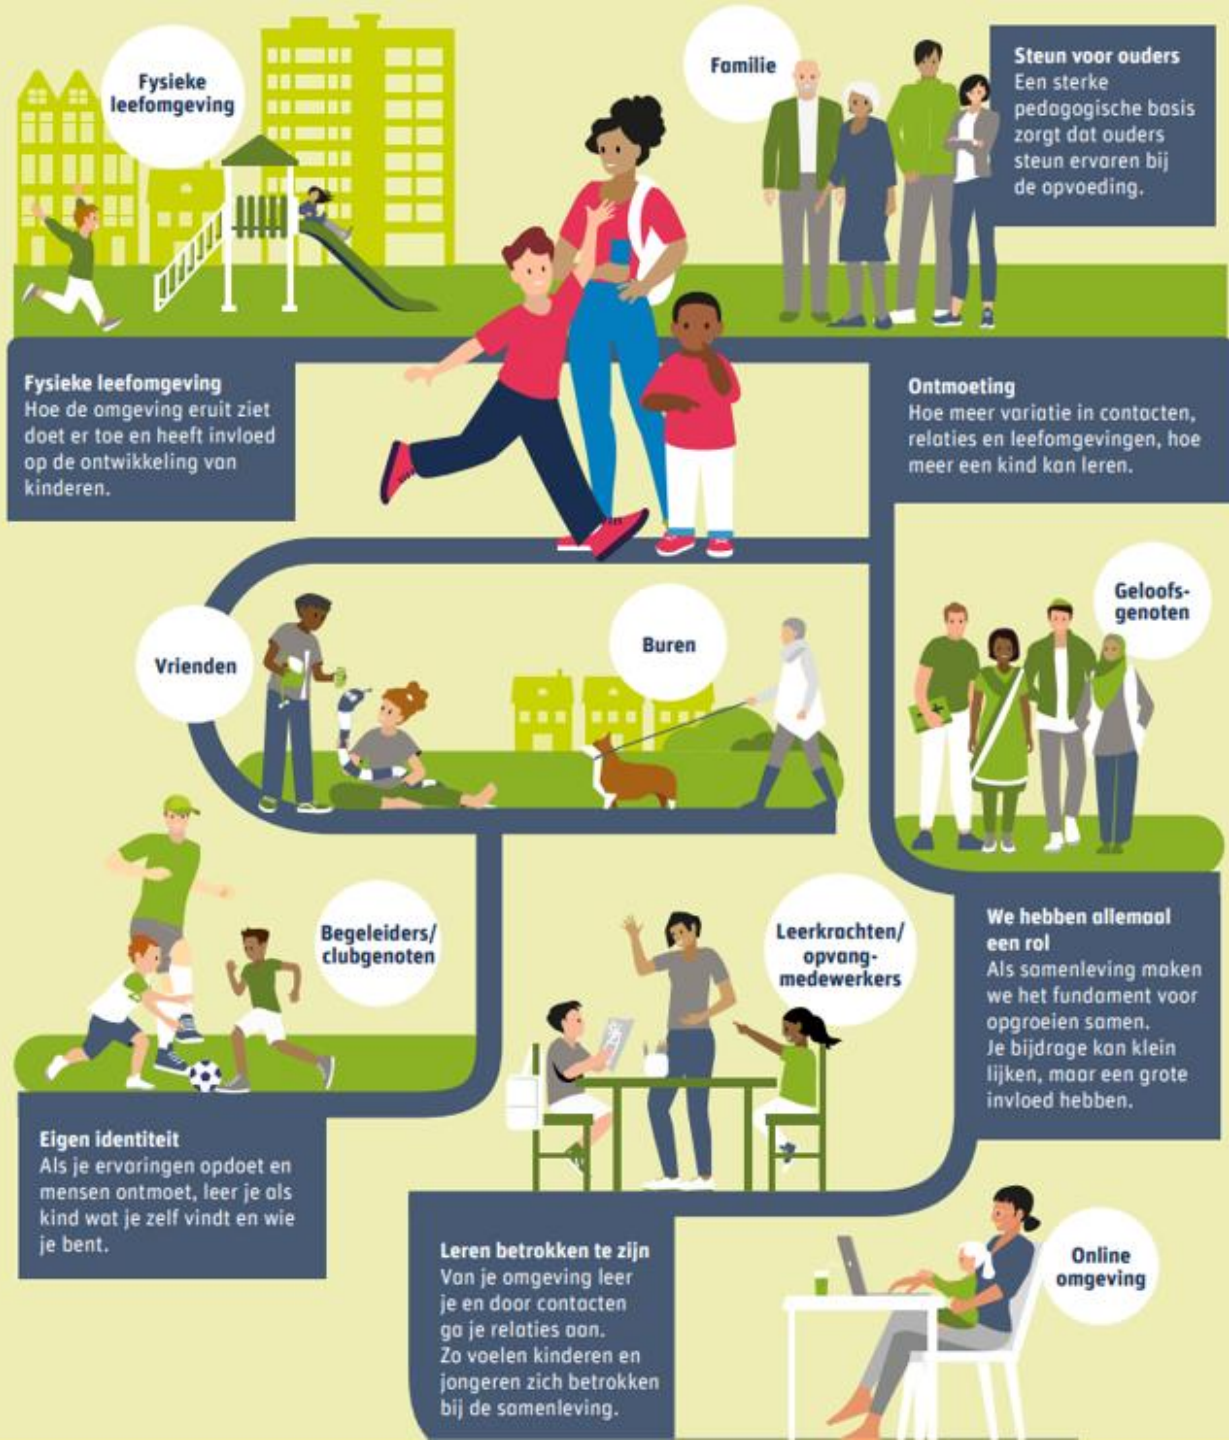 Fysieke
leefomgeving
Familie
Steun voor ouders
Een sterke
pedagogische basis
zorgt dat ouders
steun ervaren bij
de opvoeding.
Fysieke leefomgeving
Hoe de omgeving eruit ziet
doet er toe en heeft invloed
op de ontwikkeling van
kinderen.
Ontmoeting
Hoe meer variatie in contacten,
relaties en leefomgevingen, hoe
meer een kind kan leren.
Vrienden
Buren
Geloofs-
genoten
Begeleiders/
clubgenoten
Leerkrachten/
opvang-
medewerkers
We hebben allemaal
een rol
Als samenleving maken
we het fundament voor
opgroeien samen.
Je bijdrage kan klein
lijken, maar een grote
invloed hebben.
Eigen identiteit
Als je ervaringen opdoet en
mensen ontmoet, leer je als
kind wat je zelf vindt en wie
je bent.
Leren betrokken te zijn
Van je omgeving leer
je en door contacten
ga je relaties aan.
Zo voelen kinderen en
jongeren zich betrokken
bij de samenleving.
Online
omgeving